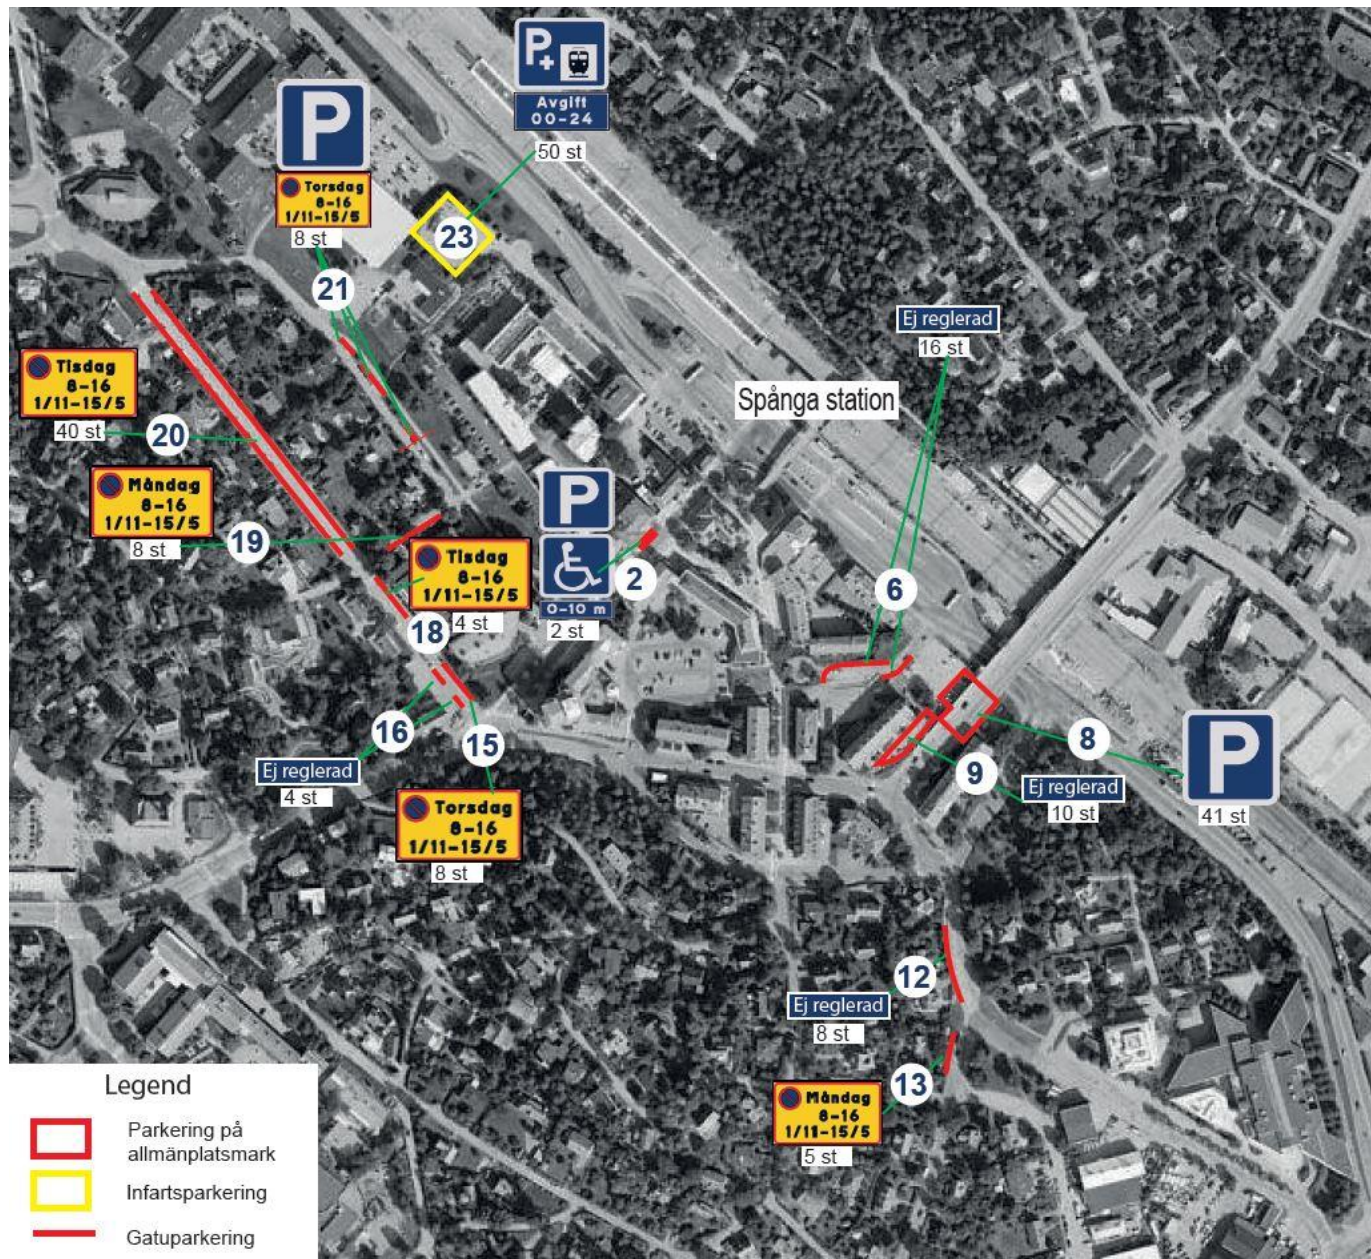 P+
Avgift
00-24
50 st
23
P
Torsdag
8-16
1/11-15/5
8 st
21
Ej reglerad
16 st
6
Spånga station
Tisdag
8-16
1/11-15/5
40 st
20
Måndag
8-16
1/11-15/5
8 st
19
Tisdag
8-16
1/11-15/5
4 st
18
P
0-10 m
2 st
2
16
Ej reglerad
4 st
15
Torsdag
8-16
1/11-15/5
8 st
8
P
41 st
9
Ej reglerad
10 st
12
Ej reglerad
8 st
13
Måndag
8-16
1/11-15/5
5 st
Legend
Parkering på
allmänplatsmark
Infartsparkering
Gatuparkering